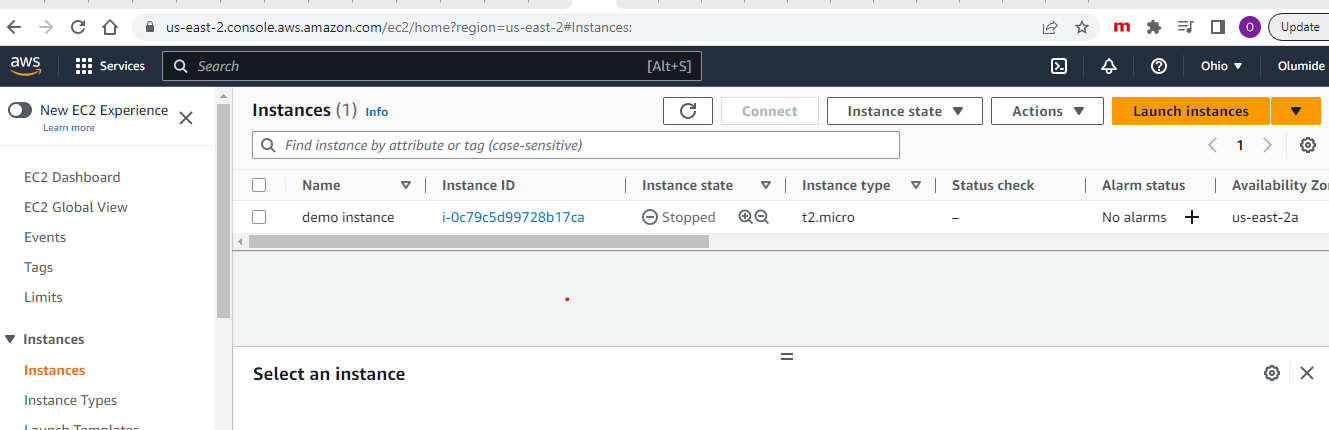 us-east-2.console.aws.amazon.com/ec2/home?region=us-east-2#Instances:
m
O
Update
aws
Services
Search
[Alt+S]
Ohio
Olumide
New EC2 Experience
Learn more
EC2 Dashboard
EC2 Global View
Events
Tags
Limits
Instances
Instances
Instance Types
Launch Templates
Instances (1) Info
Connect
Instance state
Actions
Launch instances
Find instance by attribute or tag (case-sensitive)
1
Name Instance ID Instance state Instance type Status check Alarm status Availability Zo
demo instance i-0c79c5d99728b17ca Stopped t2.micro – No alarms + us-east-2a
Select an instance